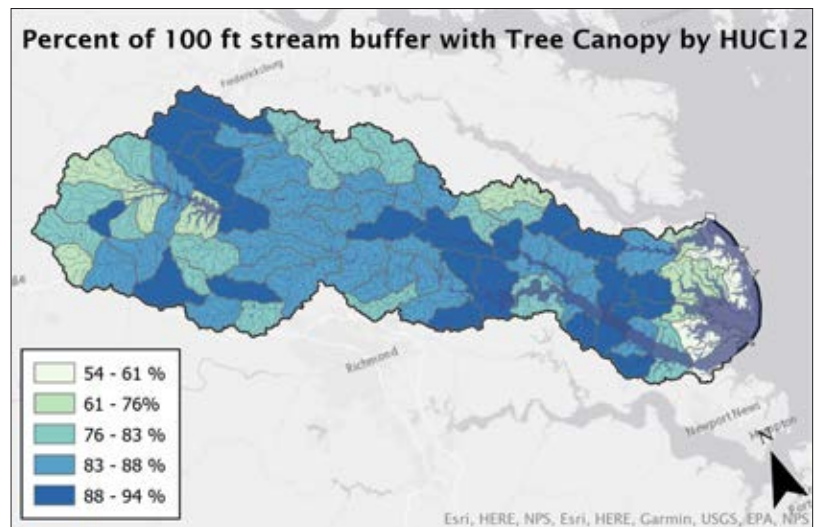 Percent of 100 ft stream buffer with Tree Canopy by HUC12
Fredericksburg
Richmond
54 - 61 %
61 - 76%
76 - 83 %
83 - 88 %
88 - 94 %
Newport News
Hampton
N
Esri, HERE, NPS, Esri, HERE, Garmin, USGS, EPA, NPS